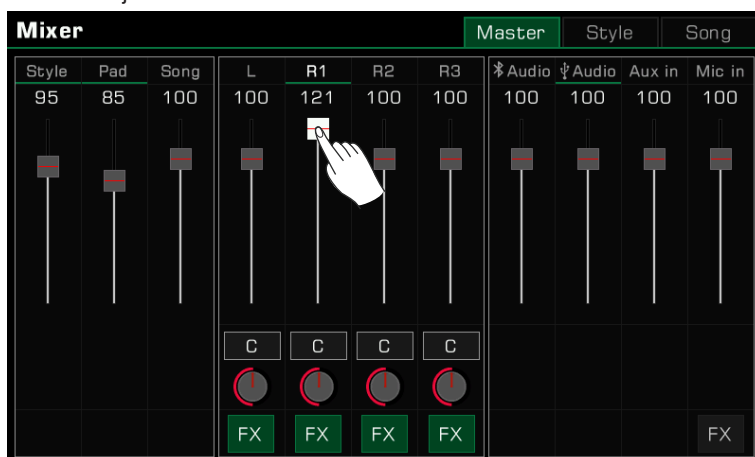 Mixer Master Style Song
Style Pad Song L R1 R2 R3 Audio Audio Aux in Mic in
95 85 100 100 121 100 100 100 100 100 100
C C C C
FX FX FX FX FX